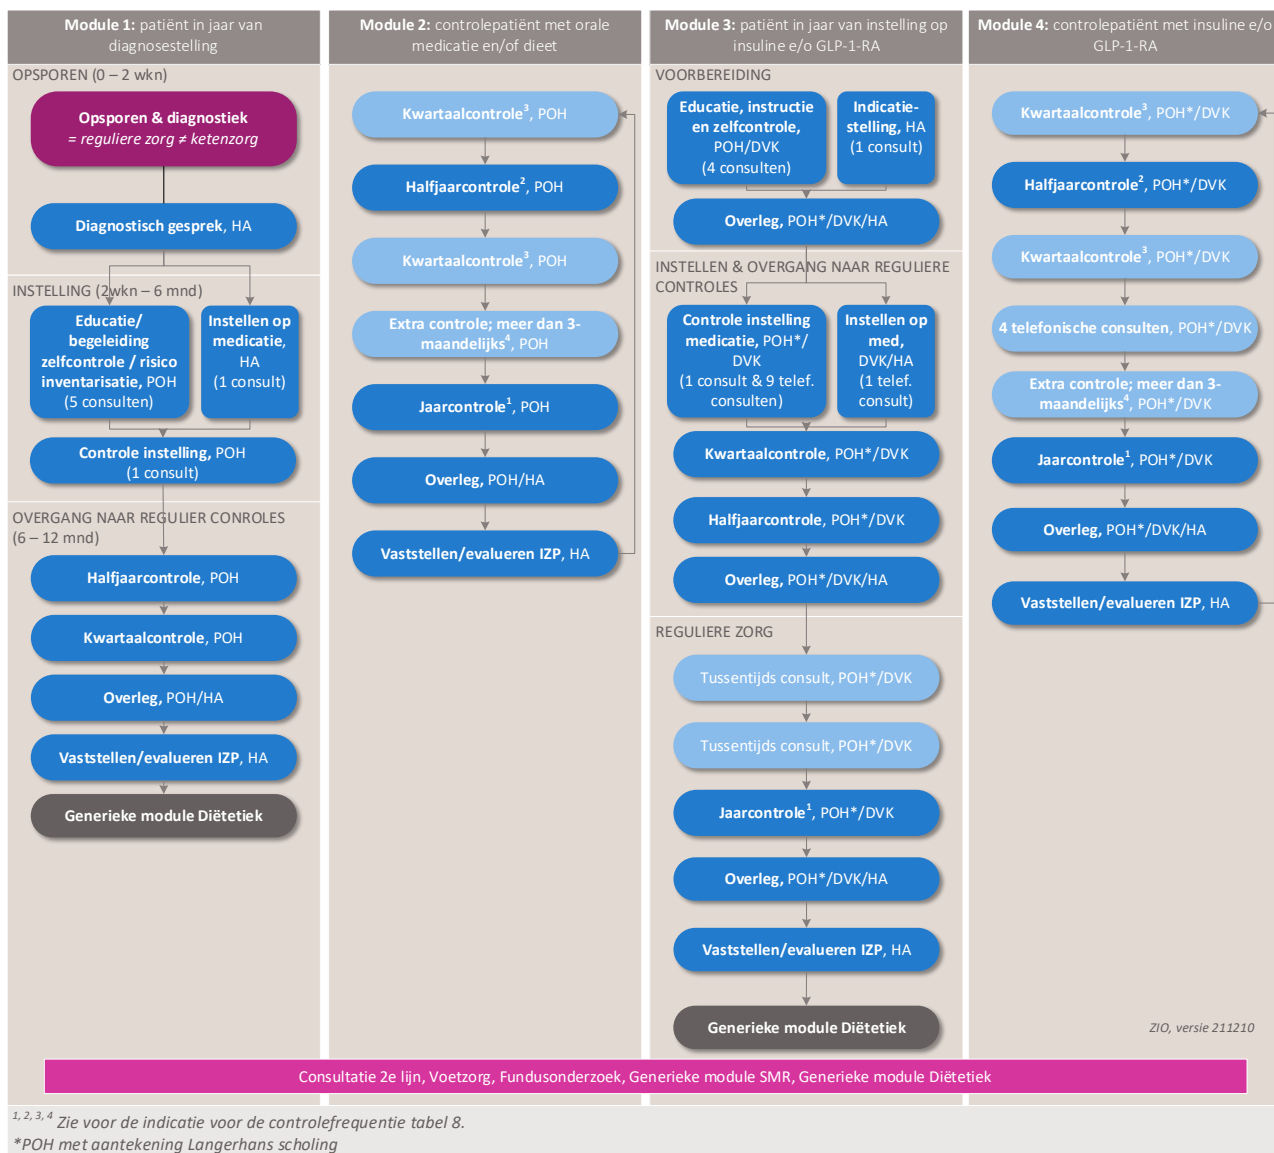 Module 1: patiënt in jaar van
diagnosestelling
OPSPOREN (0 – 2 wkn)
Opsporen & diagnostiek
= reguliere zorg ≠ ketenzorg
Diagnostisch gesprek, HA
INSTELLING (2wkn – 6 mnd)
Educatie/
begeleiding
zelfcontrole / risico
inventarisatie, POH
(5 consulten)
Instellen op
medicatie,
HA
(1 consult)
Controle instelling, POH
(1 consult)
OVERGANG NAAR REGULIER CONROLES
(6 – 12 mnd)
Halfjaarcontrole, POH
Kwartaalcontrole, POH
Overleg, POH/HA
Vaststellen/evalueren IZP, HA
Generieke module Diëtetiek
Module 2: controlepatiënt met orale
medicatie en/of dieet
Kwartaalcontrole3, POH
Halfjaarcontrole2, POH
Kwartaalcontrole3, POH
Extra controle; meer dan 3-
maandelijks4, POH
Jaarcontrole1, POH
Overleg, POH/HA
Vaststellen/evalueren IZP, HA
Module 3: patiënt in jaar van instelling op
insuline e/o GLP-1-RA
VOORBEREIDING
Educatie, instructie
en zelfcontrole,
POH/DVK
(4 consulten)
Indicatie-
stelling, HA
(1 consult)
Overleg, POH*/DVK/HA
INSTELLEN & OVERGANG NAAR REGULIERE
CONTROLES
Controle instelling
medicatie, POH*/
DVK
(1 consult & 9 telef.
consulten)
Instellen op
med, DVK/HA
(1 telef.
consult)
Kwartaalcontrole, POH*/DVK
Halfjaarcontrole, POH*/DVK
Overleg, POH*/DVK/HA
REGULIERE ZORG
Tussentijds consult, POH*/DVK
Tussentijds consult, POH*/DVK
Jaarcontrole1, POH*/DVK
Overleg, POH*/DVK/HA
Vaststellen/evalueren IZP, HA
Generieke module Diëtetiek
Module 4: controlepatiënt met insuline e/o
GLP-1-RA
Kwartaalcontrole3, POH*/DVK
Halfjaarcontrole2, POH*/DVK
Kwartaalcontrole3, POH*/DVK
4 telefonische consulten, POH*/DVK
Extra controle; meer dan 3-
maandelijks4, POH*/DVK
Jaarcontrole1, POH*/DVK
Overleg, POH*/DVK/HA
Vaststellen/evalueren IZP, HA
ZIO, versie 211210
Consultatie 2e lijn, Voetzorg, Fundusonderzoek, Generieke module SMR, Generieke module Diëtetiek
1, 2, 3, 4 Zie voor de indicatie voor de controlefrequentie tabel 8.
*POH met aantekening Langerhans scholing